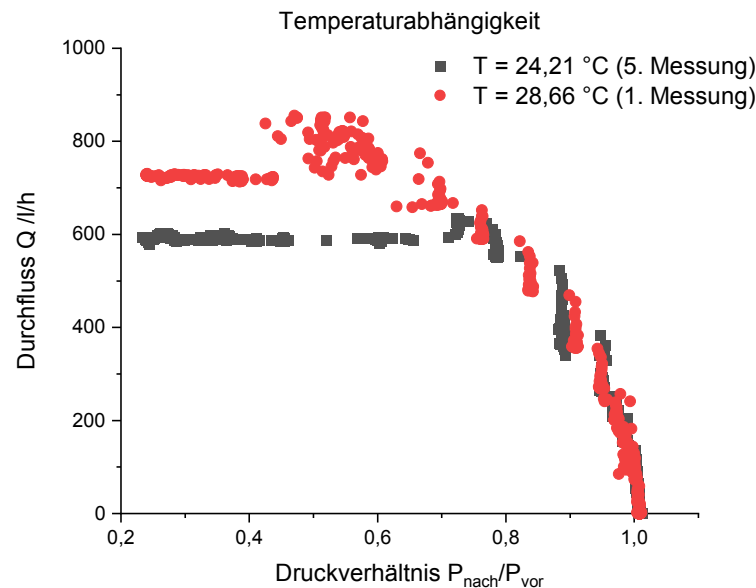 Temperaturabhängigkeit
T = 24,21 °C (5. Messung)
T = 28,66 °C (1. Messung)
Durchfluss Q /l/h
1000
800
600
400
200
0
0,2 0,4 0,6 0,8 1,0
Druckverhältnis Pnach/Pvor